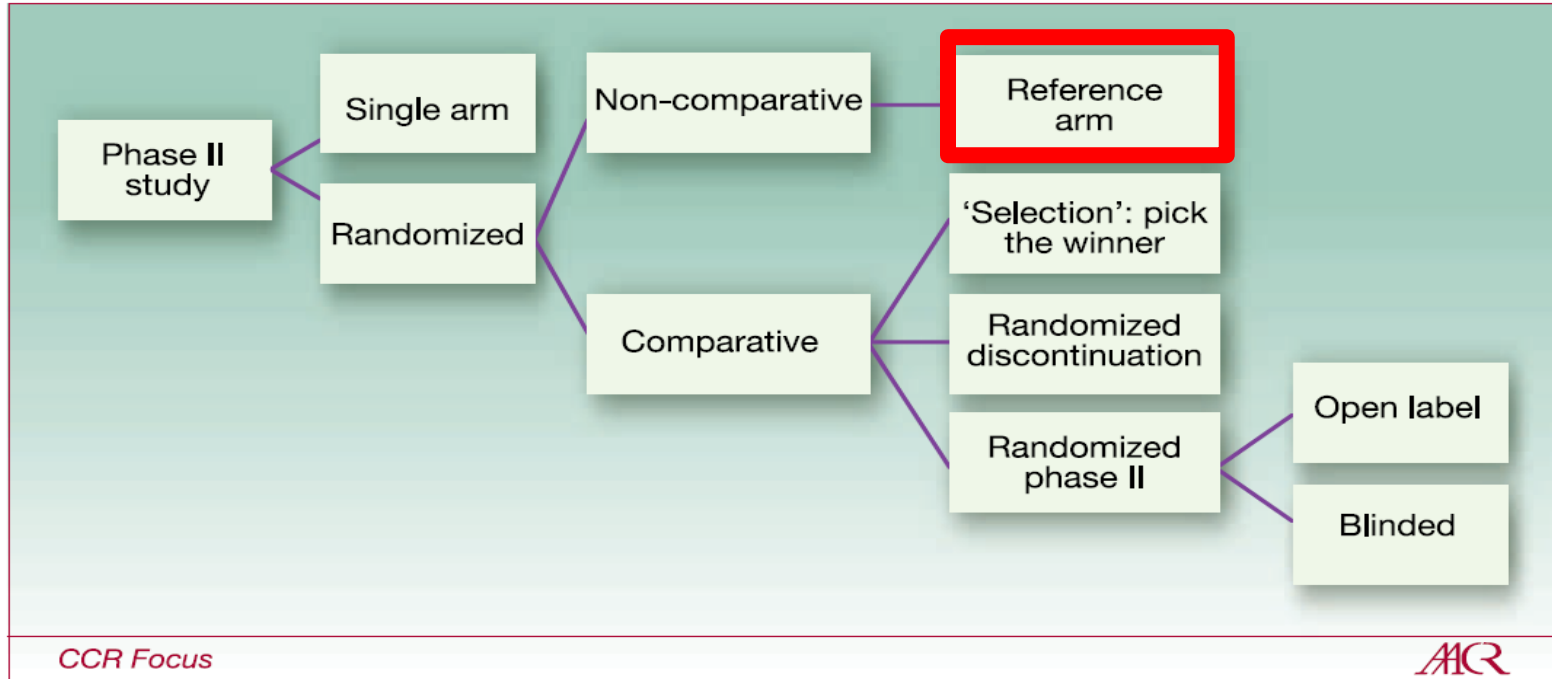 Phase II
study
Single arm
Randomized
Non-comparative
Comparative
Reference
arm
‘Selection’: pick
the winner
Randomized
discontinuation
Randomized
phase II
Open label
Blinded
CCR Focus
AACR